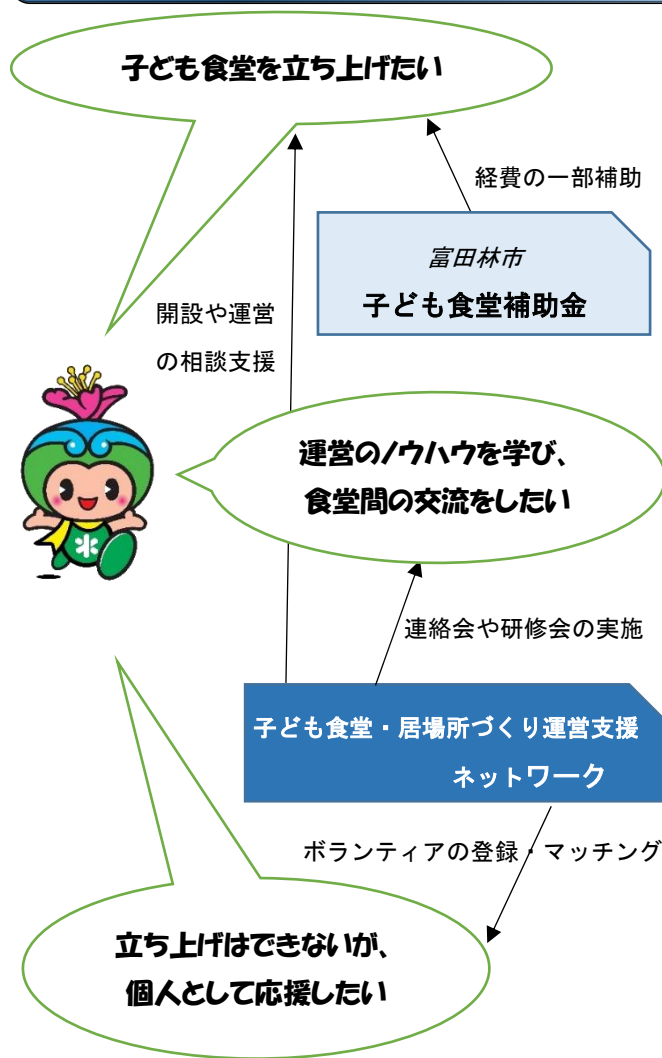 子ども食堂を立ち上げたい
経費の一部補助
富田林市
子ども食堂補助金
開設や運営
の相談支援
運営のノウハウを学び、
食堂間の交流をしたい
連絡会や研修会の実施
子ども食堂・居場所づくり運営支援
ネットワーク
ボランティアの登録・マッチング
立ち上げはできないが、
個人として応援したい